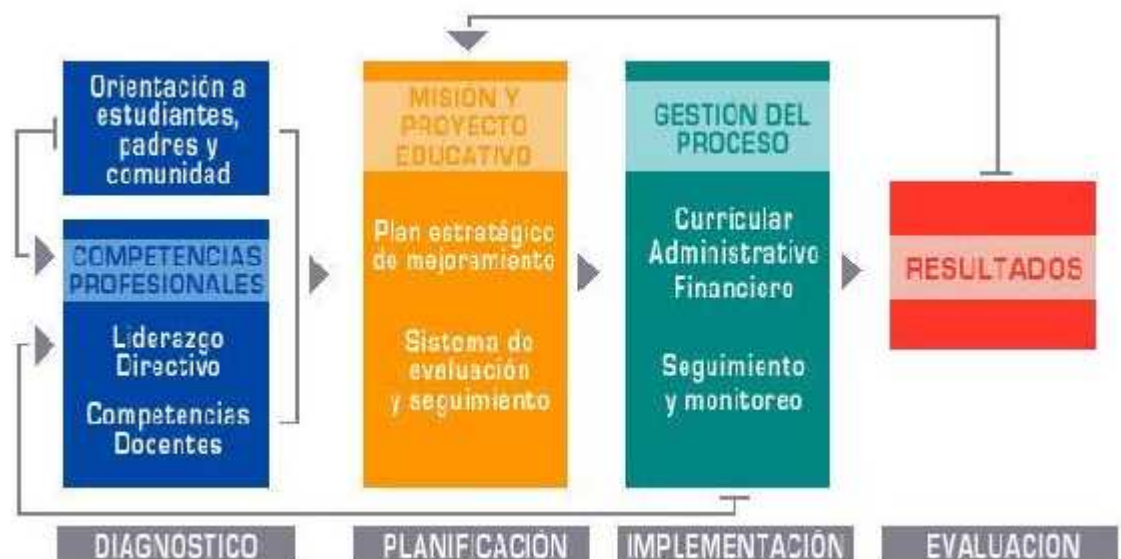 Orientación a
estudiantes,
padres y
comunidad
COMPETENCIAS
PROFESIONALES
Liderazgo
Directivo
Competencias
Docentes
MISIÓN Y
PROYECTO
EDUCATIVO
Plan estratégico
de mejoramiento
Sistema de
evaluación
y seguimiento
GESTION DEL
PROCESO
Curricular
Administrativo
Financiero
Seguimiento
y monitoreo
RESULTADOS
DIAGNOSTICO
PLANIFICACIÓN
IMPLEMENTACIÓN
EVALUACION